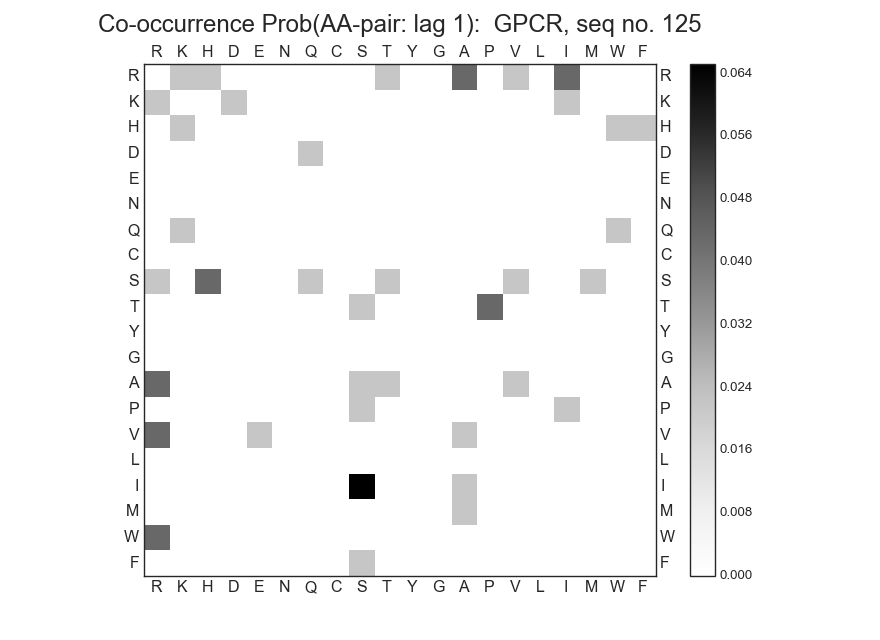 Co-occurrence Prob(AA-pair: lag 1):  GPCR, seq no. 125
R K H D E N Q C S T Y G A P V L I M W F
R R 0.064
K K
H H 0.056
D D
E E
N N 0.048
Q Q
C C 0.040
S S
T T 0.032
Y Y
G G
A A 0.024
P P
V V 0.016
L L
I I
M M 0.008
W W
F F 0.000
R K H D E N Q C S T Y G A P V L I M W F